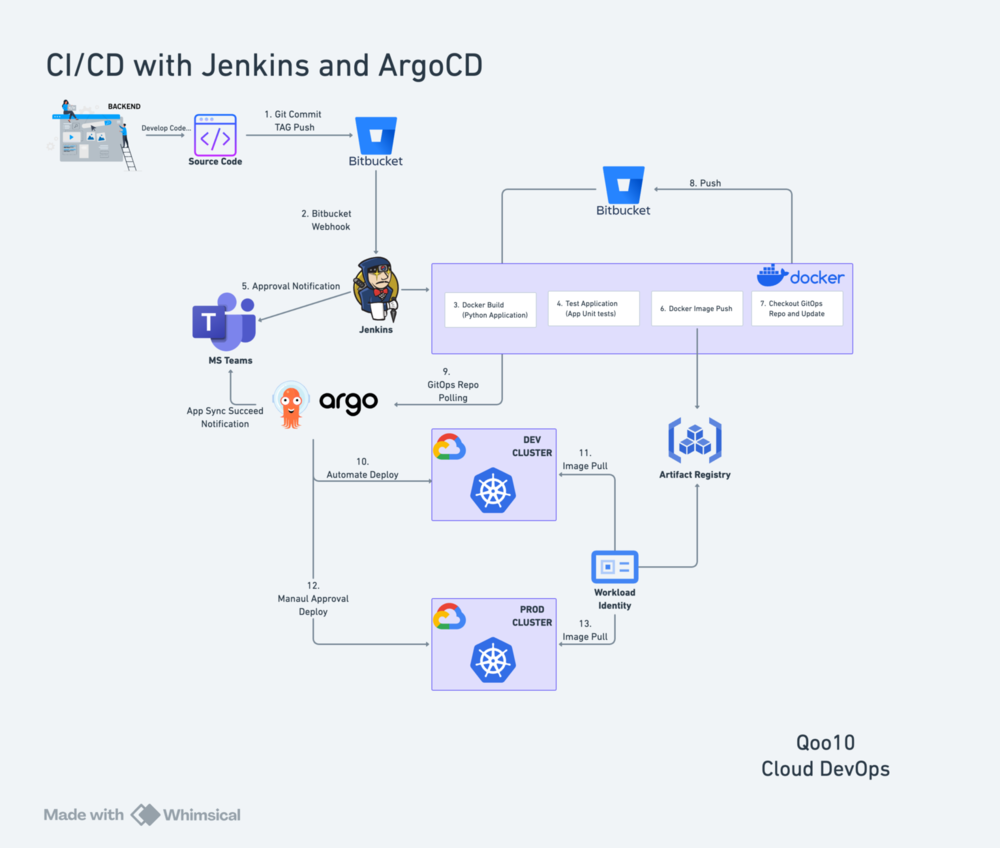 CI/CD with Jenkins and ArgoCD
BACKEND
Develop Code...
Source Code
1. Git Commit
TAG Push
Bitbucket
2. Bitbucket
Webhook
Bitbucket
8. Push
docker
3. Docker Build
(Python Application)
4. Test Application
(App Unit tests)
6. Docker Image Push
7. Checkout GitOps
Repo and Update
Jenkins
5. Approval Notification
T
MS Teams
App Sync Succeed
Notification
argo
9.
GitOps Repo
Polling
Artifact Registry
10.
Automate Deploy
DEV
CLUSTER
11.
Image Pull
Workload
Identity
12.
Manaul Approval
Deploy
PROD
CLUSTER
13.
Image Pull
Qoo10
Cloud DevOps
Made with Whimsical